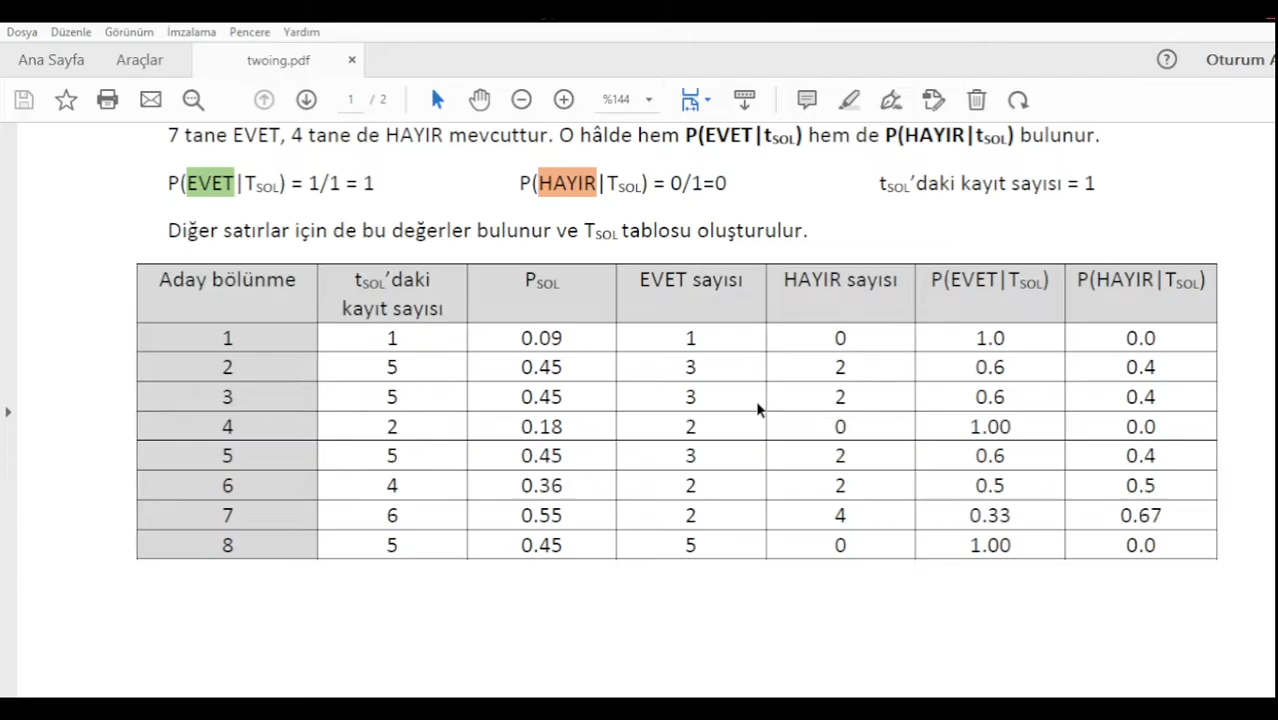 Dosya Düzenle Görünüm İmzalama Pencere Yardım
Ana Sayfa Araçlar twoing.pdf × ? Oturum A
1 / 2 %144
7 tane EVET, 4 tane de HAYIR mevcuttur. O hâlde hem P(EVET|tSOL) hem de P(HAYIR|tSOL) bulunur.
P(EVET|TSOL) = 1/1 = 1 P(HAYIR|TSOL) = 0/1=0 tSOL’daki kayıt sayısı = 1
Diğer satırlar için de bu değerler bulunur ve TSOL tablosu oluşturulur.
Aday bölünme tSOL’daki kayıt sayısı PSOL EVET sayısı HAYIR sayısı P(EVET|TSOL) P(HAYIR|TSOL)
1 1 0.09 1 0 1.0 0.0
2 5 0.45 3 2 0.6 0.4
3 5 0.45 3 2 0.6 0.4
4 2 0.18 2 0 1.00 0.0
5 5 0.45 3 2 0.6 0.4
6 4 0.36 2 2 0.5 0.5
7 6 0.55 2 4 0.33 0.67
8 5 0.45 5 0 1.00 0.0